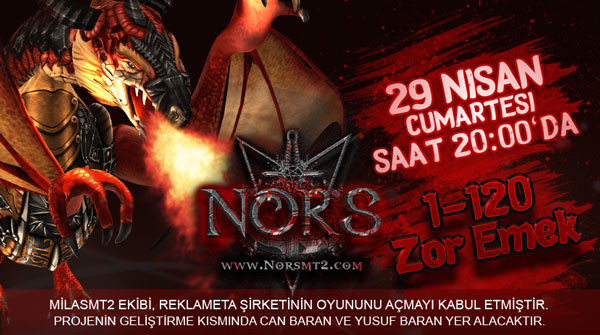 29 NISAN
CUMARTESİ
SAAT 20:00'DA
NORS
1-120
Zor Emek
www.Norsmt2.com
MİLASMT2 EKİBİ, REKLAMETA ŞİRKETİNİN OYUNUNU AÇMAYI KABUL ETMİŞTİR.
PROJENİN GELİŞTİRME KISMINDA CAN BARAN VE YUSUF BARAN YER ALACAKTIR.